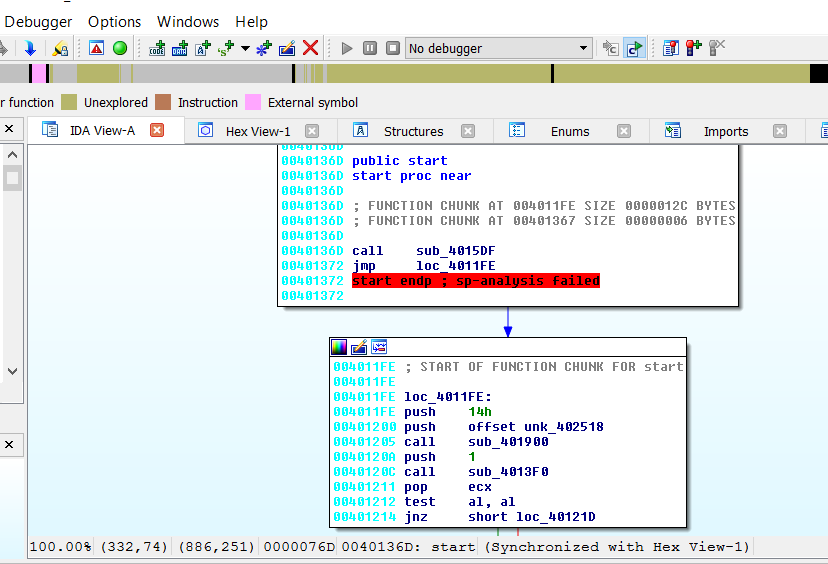 Debugger Options Windows Help
No debugger
r function Unexplored Instruction External symbol
IDA View-A Hex View-1 Structures Enums Imports
0040136D
0040136D public start
0040136D start proc near
0040136D
0040136D ; FUNCTION CHUNK AT 004011FE SIZE 0000012C BYTES
0040136D ; FUNCTION CHUNK AT 00401367 SIZE 00000006 BYTES
0040136D
0040136D call sub_4015DF
00401372 jmp loc_4011FE
00401372 start endp ; sp-analysis failed
00401372
004011FE ; START OF FUNCTION CHUNK FOR start
004011FE
004011FE loc_4011FE:
004011FE push 14h
00401200 push offset unk_402518
00401205 call sub_401900
0040120A push 1
0040120C call sub_4013F0
00401211 pop ecx
00401212 test al, al
00401214 jnz short loc_40121D
100.00% (332,74) (886,251) 0000076D 0040136D: start (Synchronized with Hex View-1)